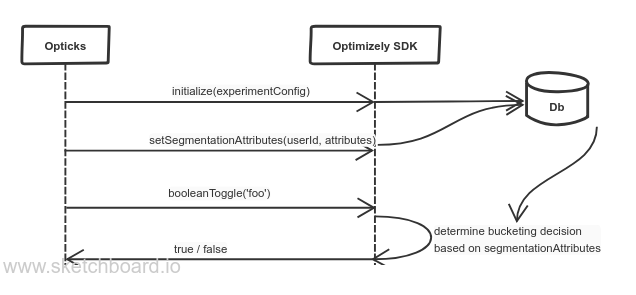 Opticks
Optimizely SDK
initialize(experimentConfig)
Db
setSegmentationAttributes(userId, attributes)
booleanToggle('foo')
determine bucketing decision
based on segmentationAttributes
true / false
www.sketchboard.io